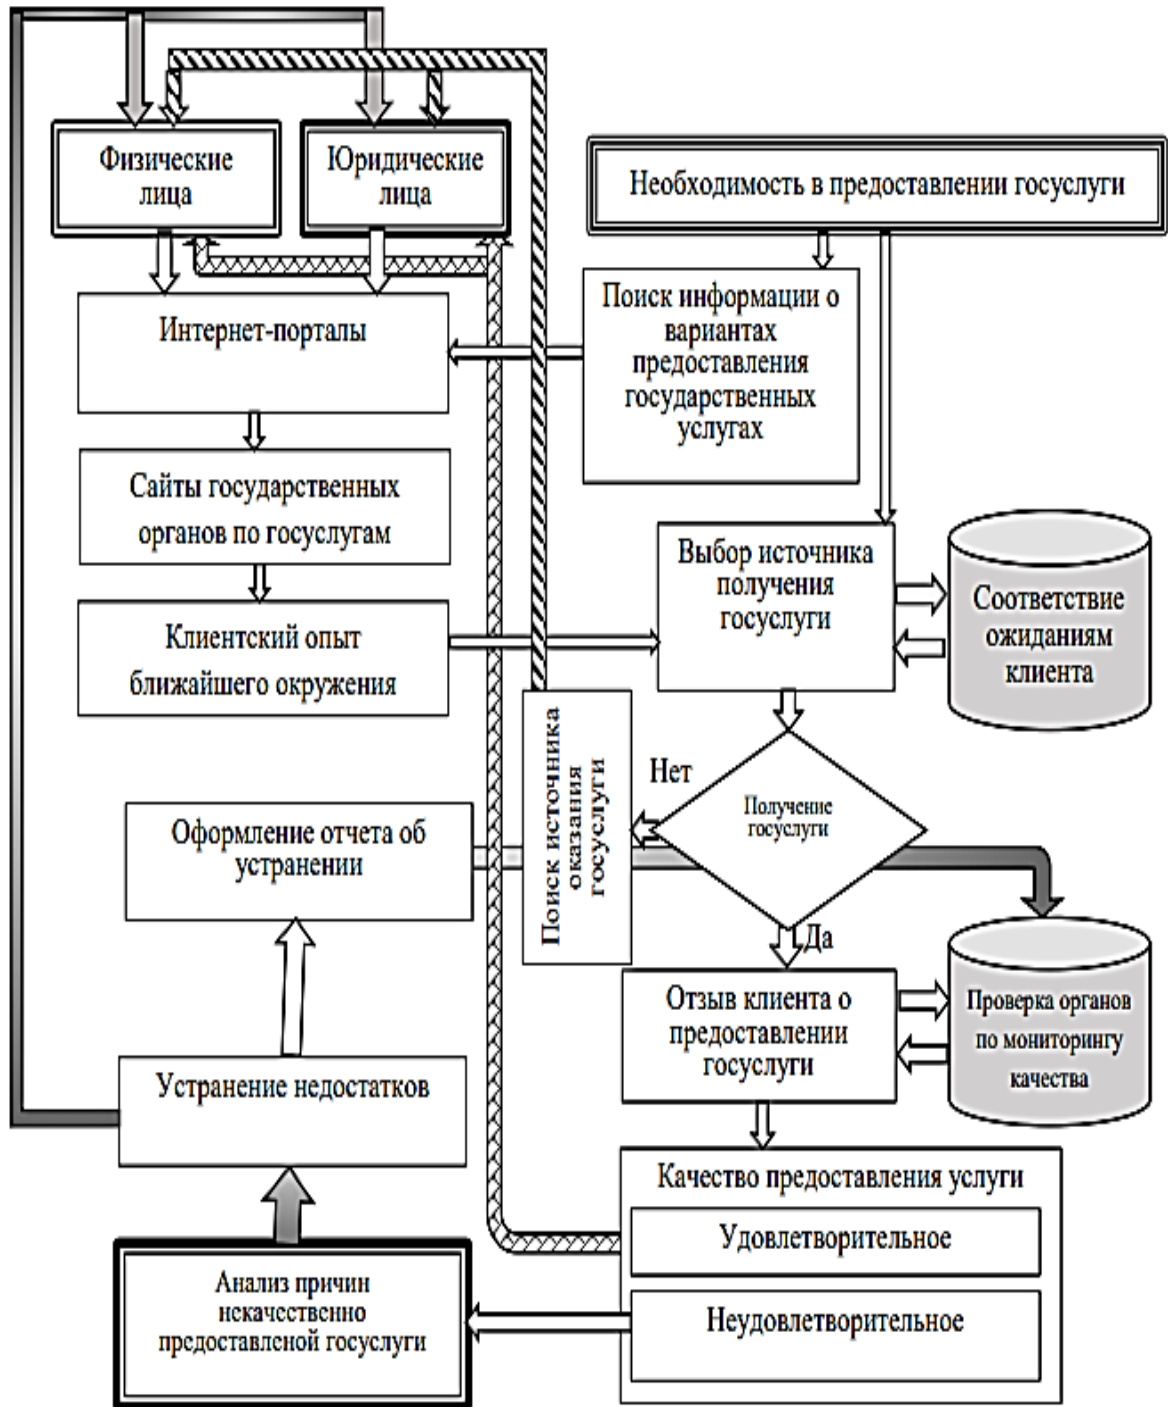 Физические
лица
Юридические
лица
Необходимость в предоставлении госуслуги
Интернет-порталы
Поиск информации о
вариантах
предоставления
государственных
услугах
Сайты государственных
органов по госуслугам
Выбор источника
получения
госуслуги
Соответствие
ожиданиям
клиента
Клиентский опыт
ближайшего окружения
Поиск источника
оказания
госуслуги
Нет
Получение
госуслуги
Да
Оформление отчета об
устранении
Отзыв клиента о
предоставлении
госуслуги
Проверка органов
по мониторингу
качества
Устранение недостатков
Качество предоставления услуги
Удовлетворительное
Неудовлетворительное
Анализ причин
некачественно
предоставленой госуслуги